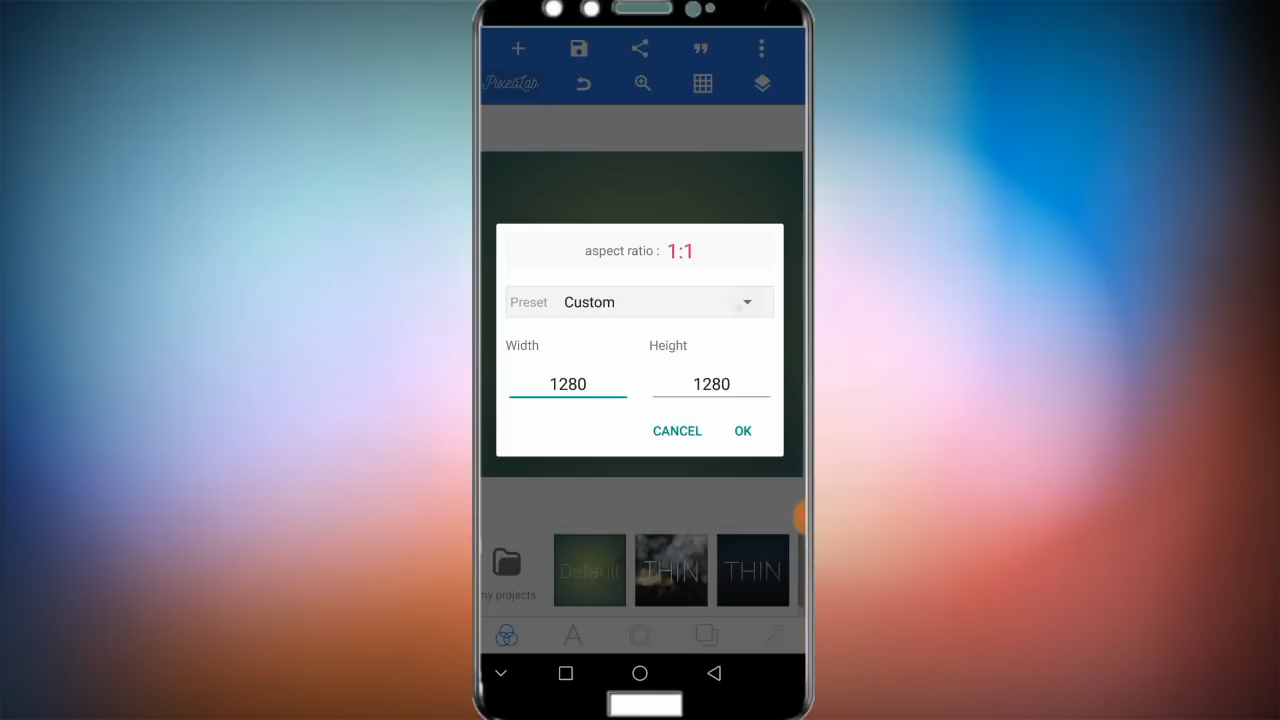 PixelLab
aspect ratio : 1:1
Preset Custom
Width Height
1280 1280
CANCEL OK
Default THIN THIN
my projects